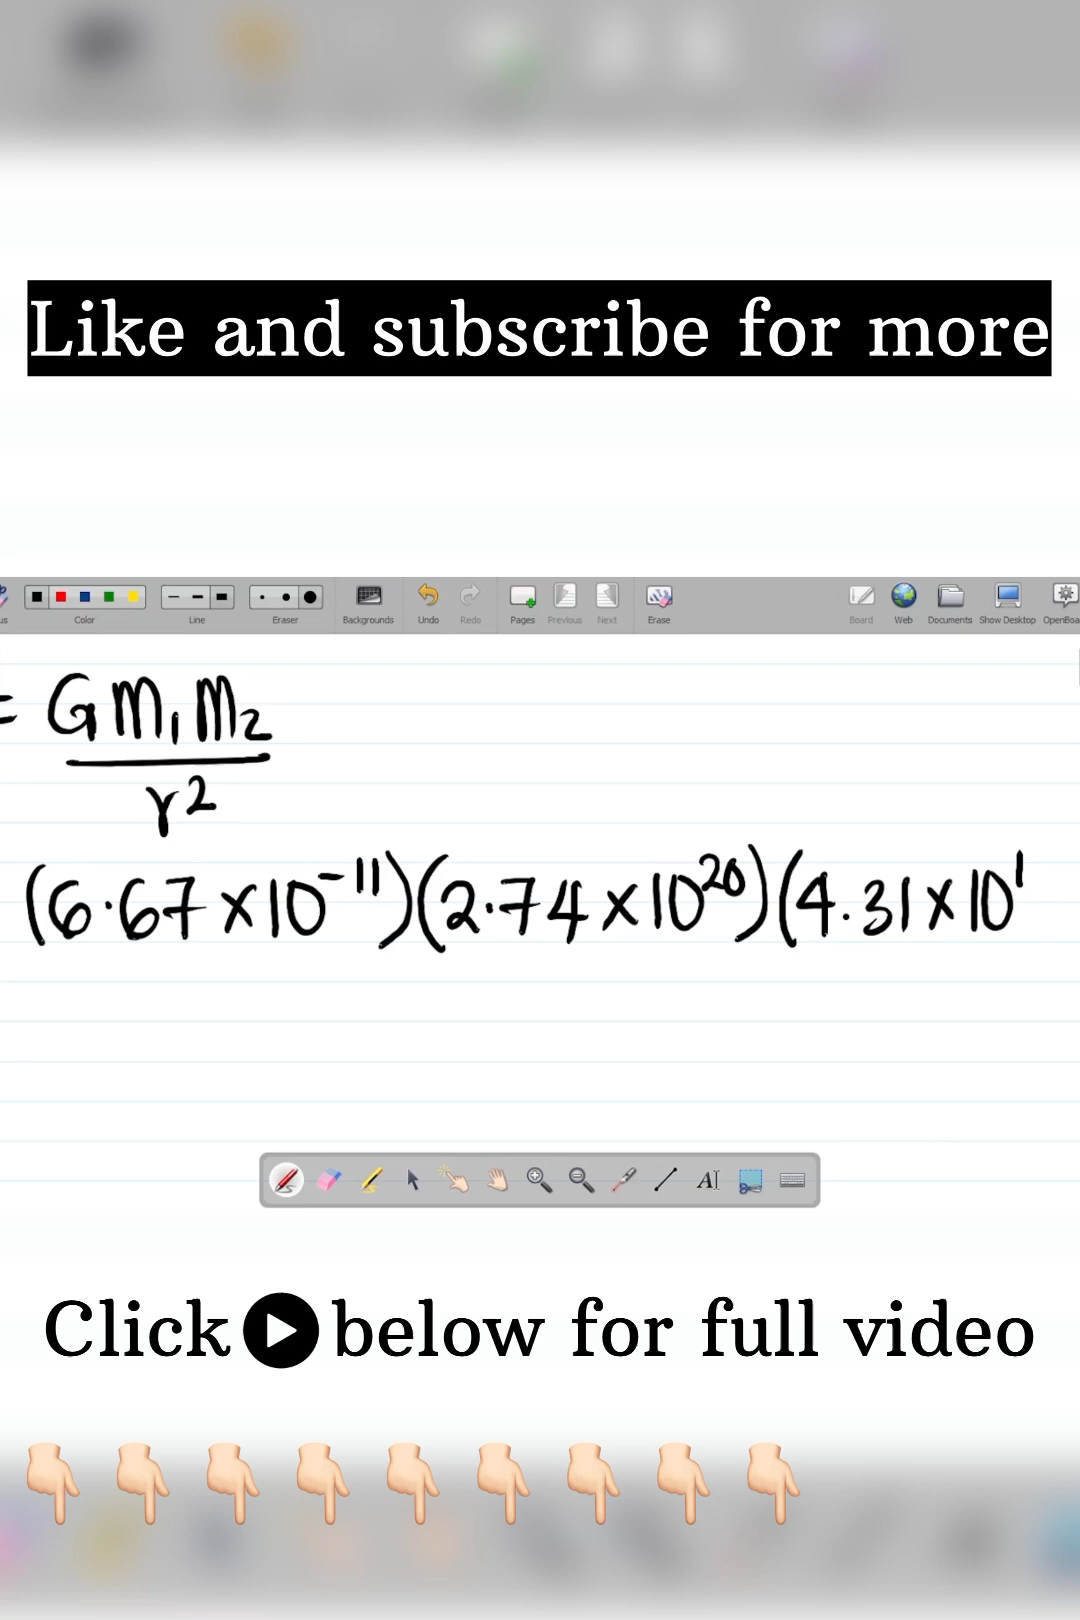 Like and subscribe for more
Color Line Eraser Backgrounds Undo Redo Pages Previous Next Erase Board Web Documents Show Desktop
= Gm₁m₂
r²
(6.67×10⁻¹¹)(2.74×10²⁰)(4.31×10¹
Click below for full video